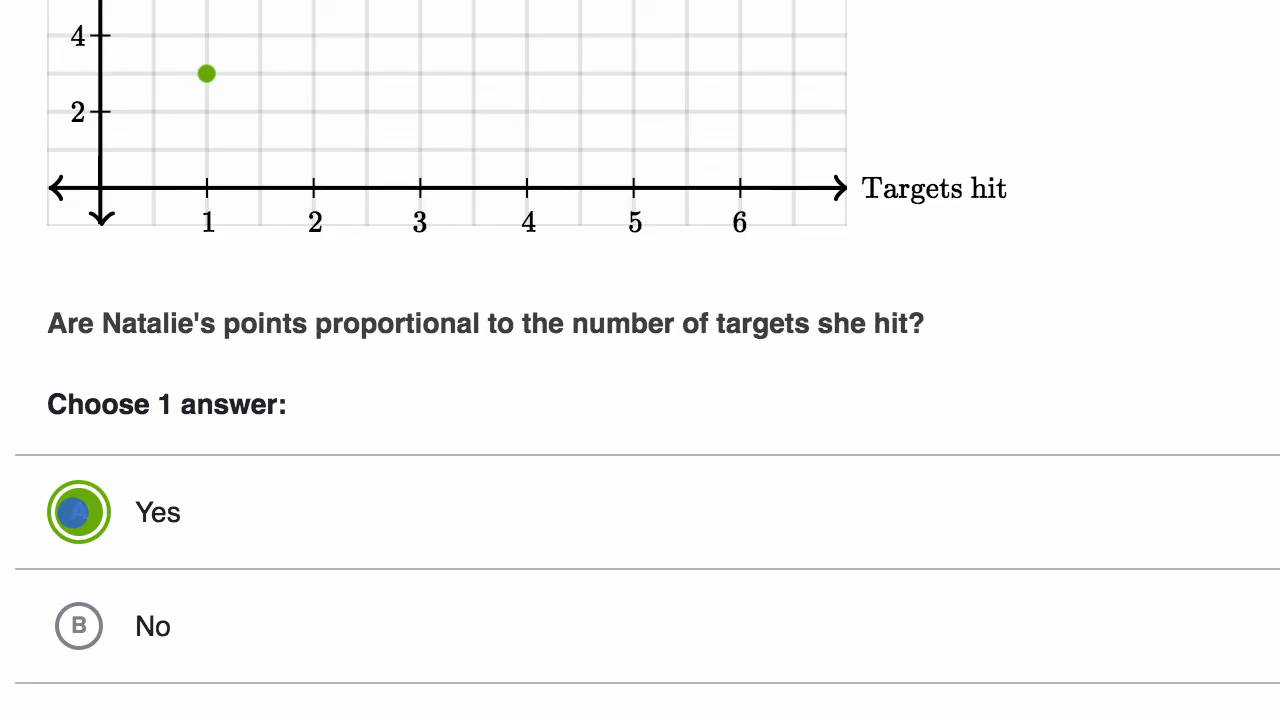 4
2
Targets hit
1 2 3 4 5 6
Are Natalie's points proportional to the number of targets she hit?
Choose 1 answer:
A Yes
B No